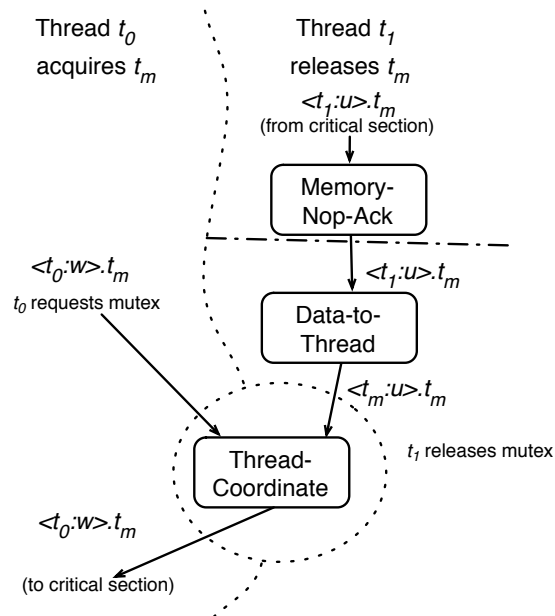 Thread t0
acquires tm
Thread t1
releases tm
<t1:u>.tm
(from critical section)
Memory-
Nop-Ack
<t0:w>.tm
t0 requests mutex
<t1:u>.tm
Data-to-
Thread
<tm:u>.tm
t1 releases mutex
Thread-
Coordinate
<t0:w>.tm
(to critical section)